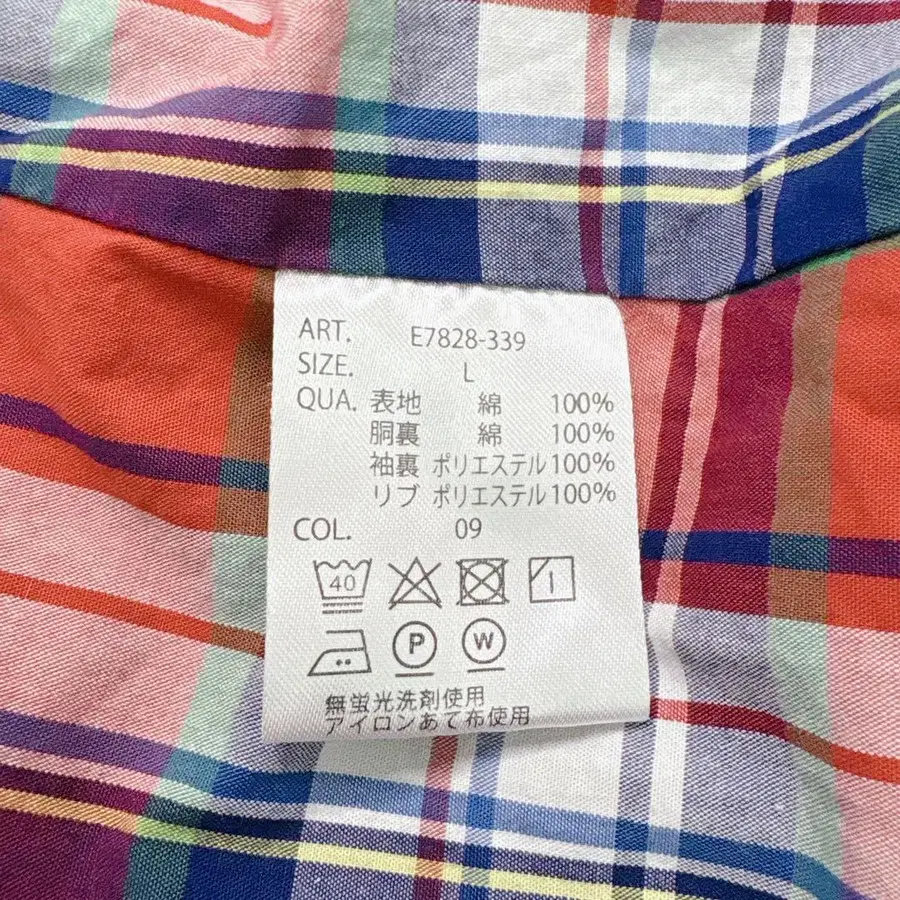 ART. E7828-339
SIZE. L
QUA. 表地 綿 100%
胴裏 綿 100%
袖裏 ポリエステル 100%
リブ ポリエステル 100%
COL. 09
40
P W
無蛍光洗剤使用
アイロンあて布使用